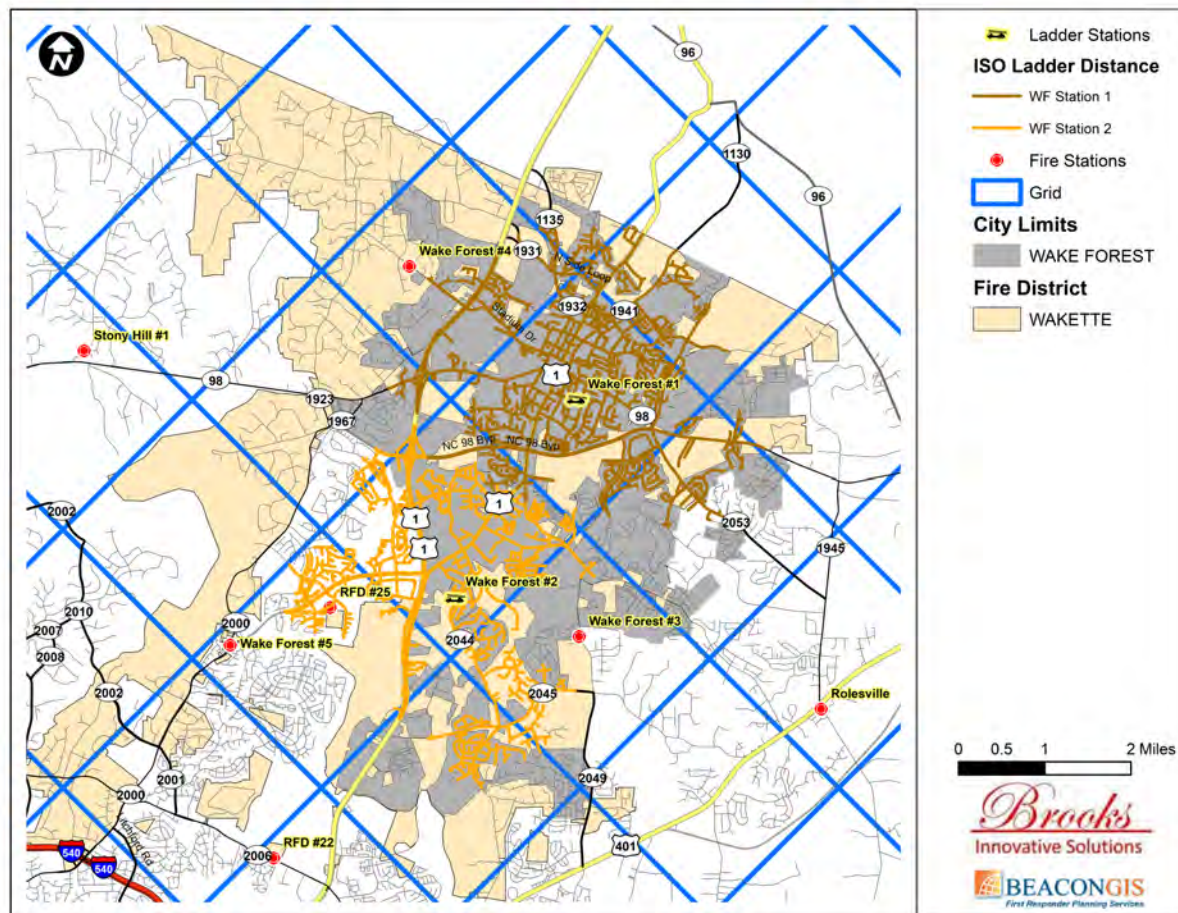 N
96
96
1130
1135
1931
Wake Forest #4
N Side Loop
1932
1941
Stadium Dr
Stony Hill #1
98
1
Wake Forest #1
1923
1967
98
NC 98 Byp
NC 98 Byp
2002
1
1
1
2053
1945
Wake Forest #2
RFD #25
2010
2007
2008
2000
Wake Forest #5
2044
Wake Forest #3
2002
2045
Rolesville
2001
2000
2049
540
540
2006
RFD #22
401
Ladder Stations
ISO Ladder Distance
WF Station 1
WF Station 2
Fire Stations
Grid
City Limits
WAKE FOREST
Fire District
WAKETTE
0 0.5 1 2 Miles
Brooks
Innovative Solutions
BEACONGIS
First Responder Planning Services